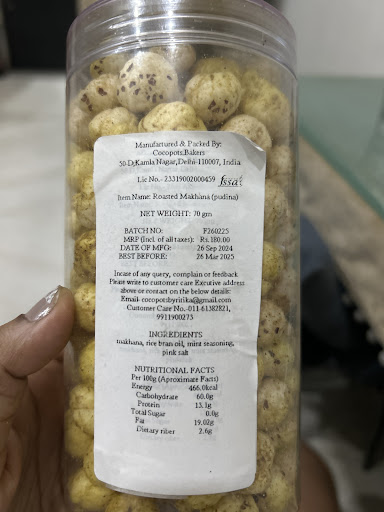 Manufactured & Packed By:
Cocopots.Bakers
50-D,Kamla Nagar,Delhi-110007, India
Lic No.- 23319002000459 fssai
Item Name: Roasted Makhana (pudina)
NET WEIGHT: 70 gm
BATCH NO: F260225
MRP (Incl. of all taxes): Rs.180.00
DATE OF MFG: 26 Sep 2024
BEST BEFORE: 26 Mar 2025
Incase of any query, complain or feedback
Please write to customer care Excutive address
above or contact on the below details:
Email- cocopotsbyritika@gmail.com
Customer Care No.-011-61382821,
9911900273
INGREDIENTS
makhana, rice bran oil, mint seasoning,
pink salt
NUTRITIONAL FACTS
Per 100g (Aproximate Facts)
Energy 466.0kcal
Carbohydrate 60.0g
Protein 13.1g
Total Sugar 0.0g
Fat 19.02g
Dietary fiber 2.6g